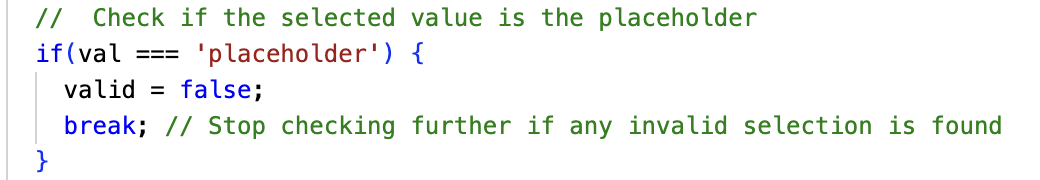 //  Check if the selected value is the placeholder
if(val === 'placeholder') {
  valid = false;
  break; // Stop checking further if any invalid selection is found
}